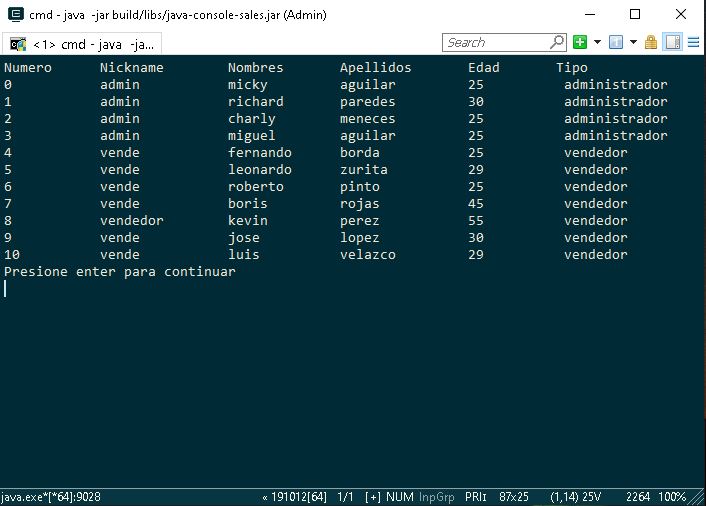 cmd - java  -jar build/libs/java-console-sales.jar (Admin)
<1> cmd - java  -ja...
Search
Numero Nickname Nombres Apellidos Edad Tipo
0 admin micky aguilar 25 administrador
1 admin richard paredes 30 administrador
2 admin charly meneces 25 administrador
3 admin miguel aguilar 25 administrador
4 vende fernando borda 25 vendedor
5 vende leonardo zurita 29 vendedor
6 vende roberto pinto 25 vendedor
7 vende boris rojas 45 vendedor
8 vendedor kevin perez 55 vendedor
9 vende jose lopez 30 vendedor
10 vende luis velazco 29 vendedor
Presione enter para continuar
java.exe*[*64]:9028 « 191012[64] 1/1 [+] NUM InpGrp PRI↕ 87x25 (1,14) 25V 2264 100%